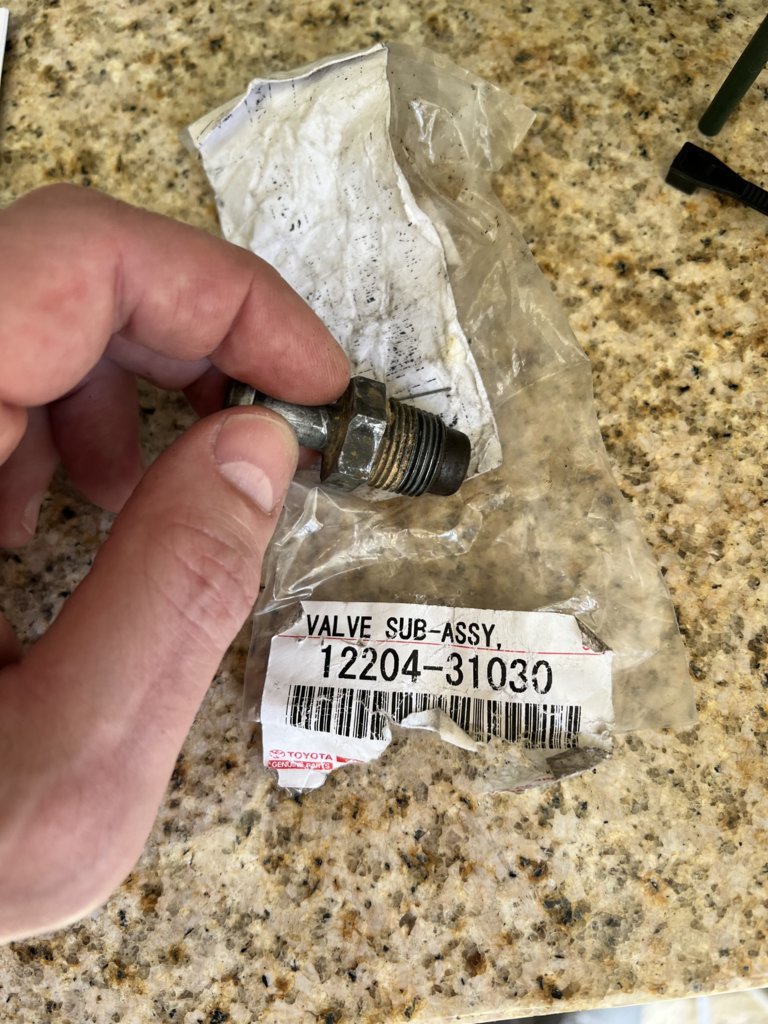 VALVE SUB-ASSY,
12204-31030
TOYOTA
GENUINE PARTS